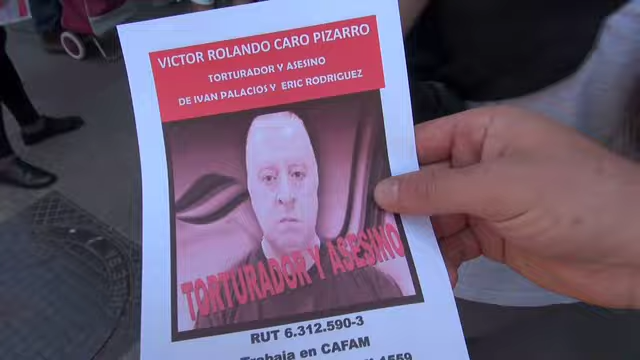 VICTOR ROLANDO CARO PIZARRO
TORTURADOR Y ASESINO
DE IVAN PALACIOS Y ERIC RODRIGUEZ
TORTURADOR Y ASESINO
RUT 6.312.590-3
Trabaja en CAFAM
1559